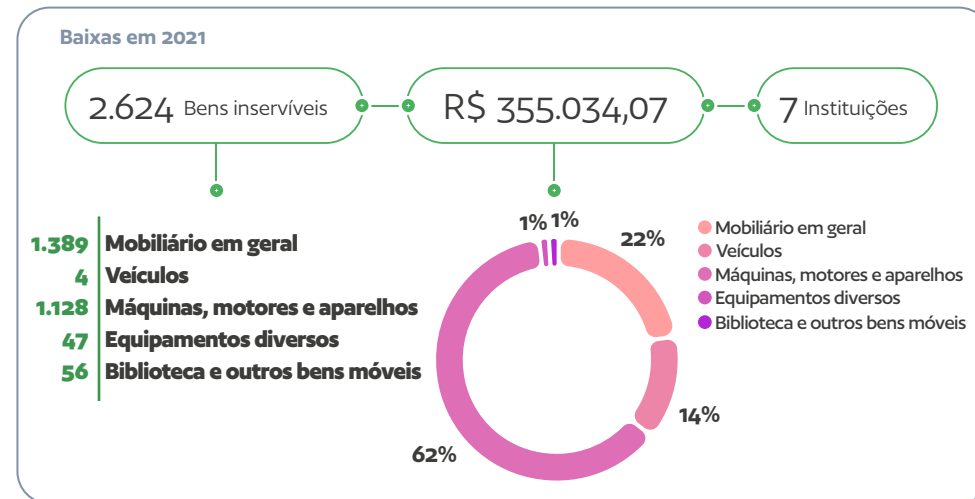 Baixas em 2021
2.624 Bens inservíveis
R$ 355.034,07
7 Instituições
1.389 Mobiliário em geral
4 Veículos
1.128 Máquinas, motores e aparelhos
47 Equipamentos diversos
56 Biblioteca e outros bens móveis
1% 1%
22%
14%
62%
Mobiliário em geral
Veículos
Máquinas, motores e aparelhos
Equipamentos diversos
Biblioteca e outros bens móveis